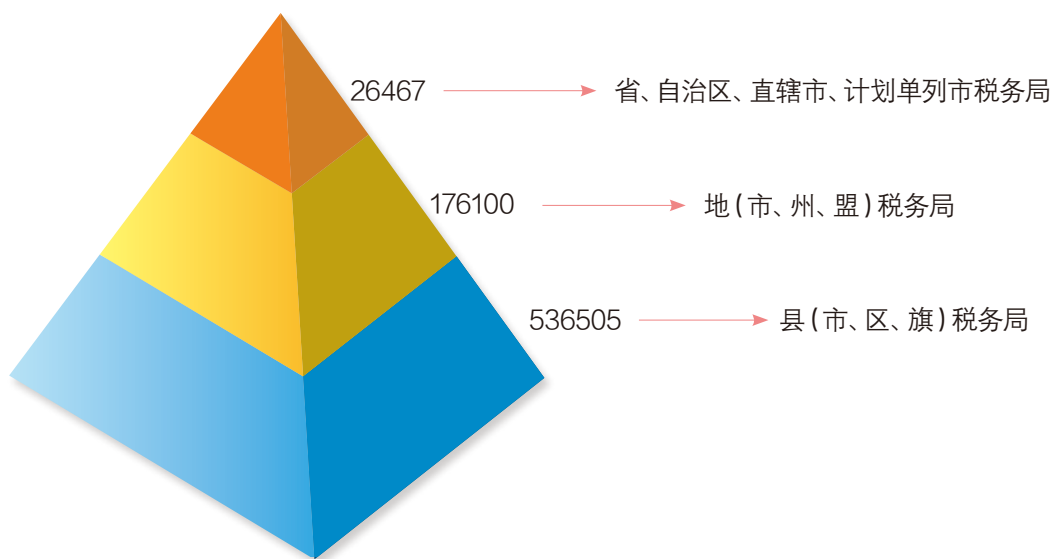 26467 省、自治区、直辖市、计划单列市税务局
176100 地(市、州、盟)税务局
536505 县(市、区、旗)税务局